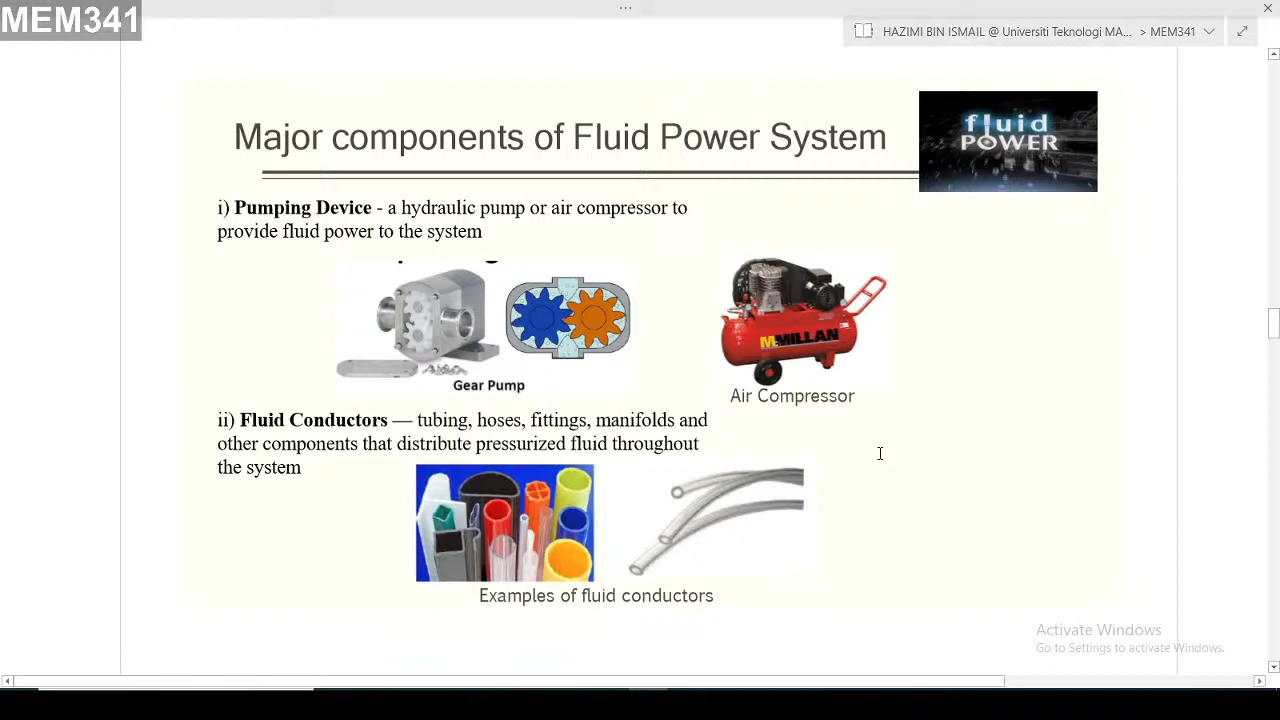 MEM341
HAZIMI BIN ISMAIL @ Universiti Teknologi MA... > MEM341
Major components of Fluid Power System
fluid
POWER
i) Pumping Device - a hydraulic pump or air compressor to
provide fluid power to the system
Gear Pump
M-MILLAN
Air Compressor
ii) Fluid Conductors — tubing, hoses, fittings, manifolds and
other components that distribute pressurized fluid throughout
the system
Examples of fluid conductors
Activate Windows
Go to Settings to activate Windows.